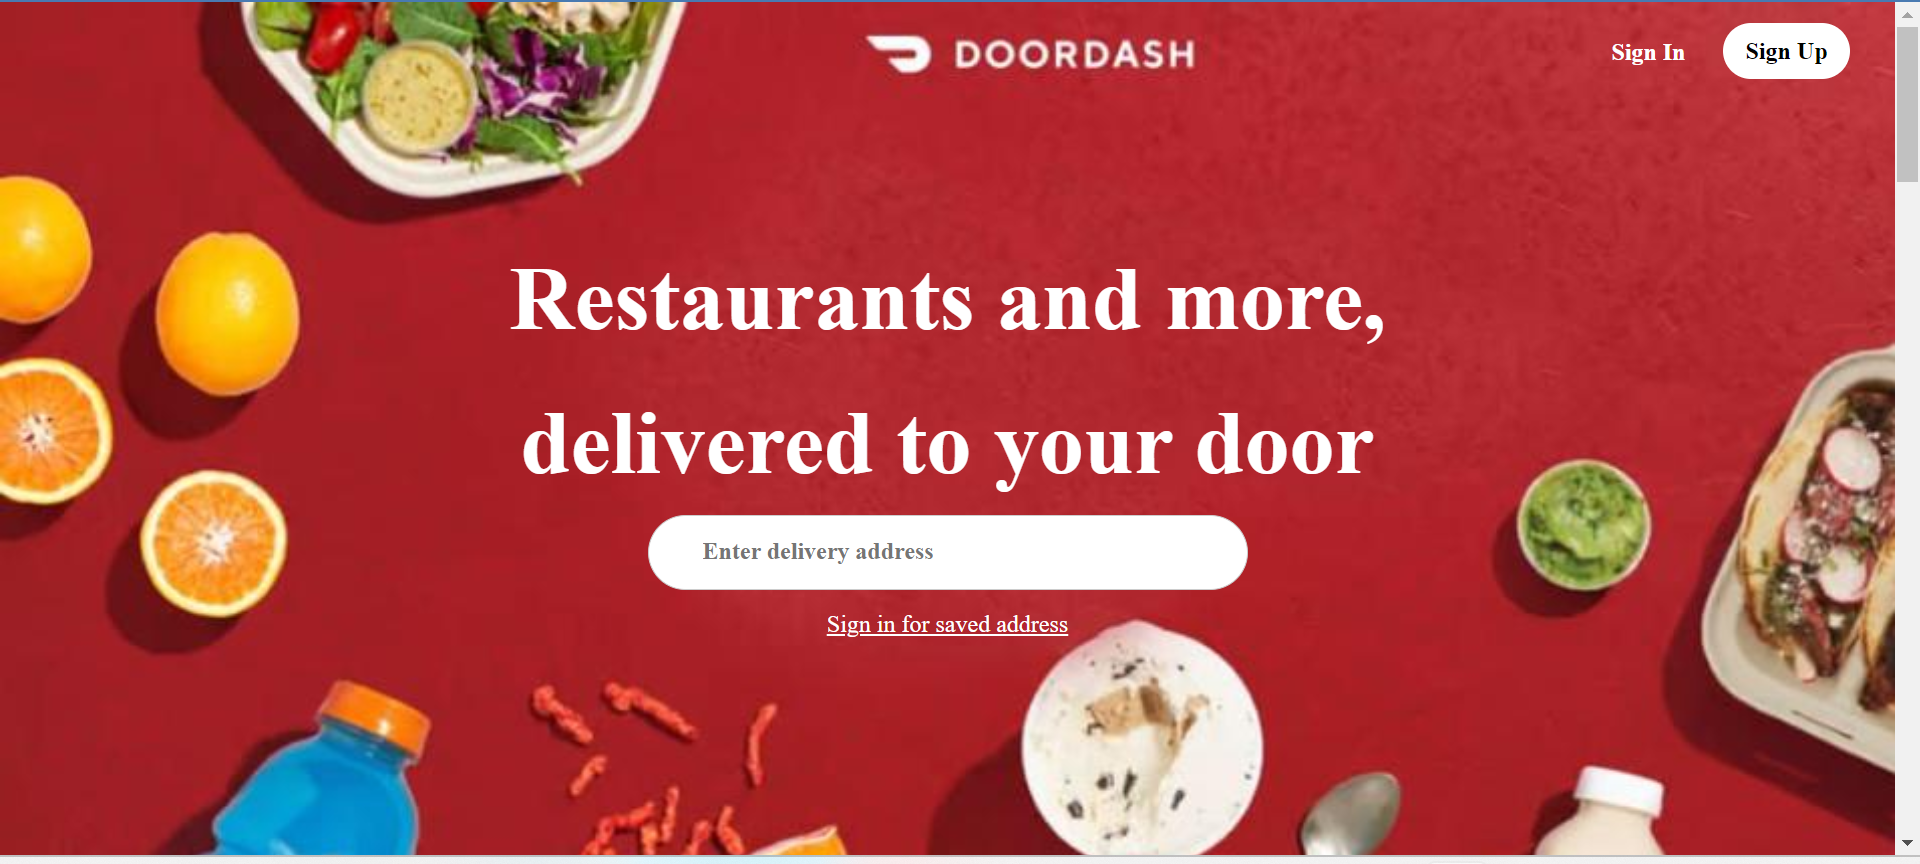 DOORDASH
Sign In
Sign Up
Restaurants and more,
delivered to your door
Enter delivery address
Sign in for saved address